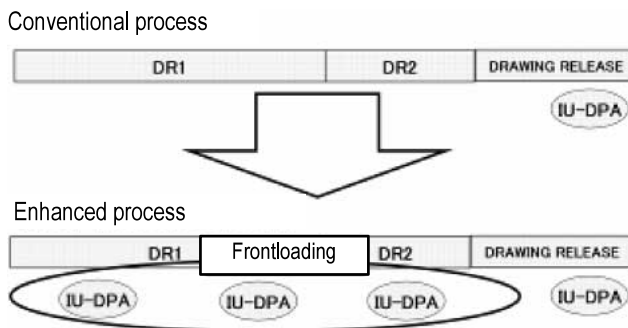 Conventional process
DR1 DR2 DRAWING RELEASE
IU-DPA
Enhanced process
DR1 Frontloading DR2 DRAWING RELEASE
IU-DPA IU-DPA IU-DPA IU-DPA